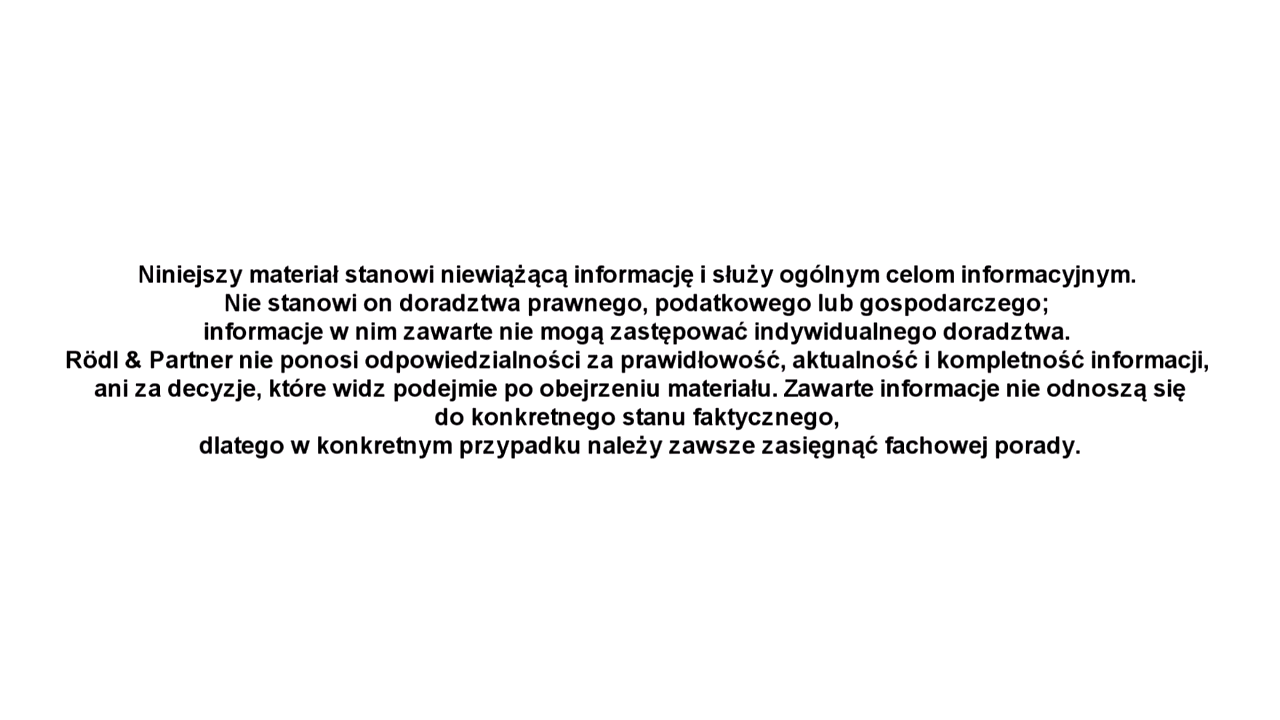 Niniejszy materiał stanowi niewiążącą informację i służy ogólnym celom informacyjnym.
Nie stanowi on doradztwa prawnego, podatkowego lub gospodarczego;
informacje w nim zawarte nie mogą zastępować indywidualnego doradztwa.
Rödl & Partner nie ponosi odpowiedzialności za prawidłowość, aktualność i kompletność informacji,
ani za decyzje, które widz podejmie po obejrzeniu materiału. Zawarte informacje nie odnoszą się
do konkretnego stanu faktycznego,
dlatego w konkretnym przypadku należy zawsze zasięgnąć fachowej porady.